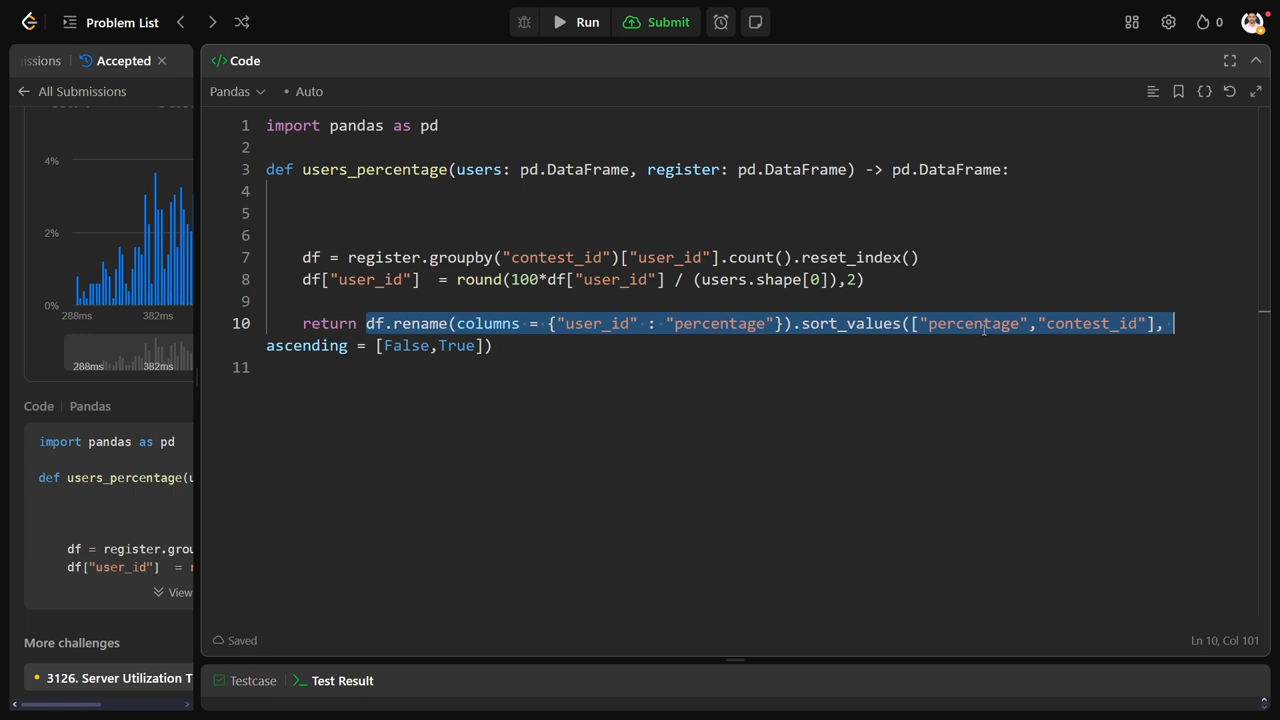 Problem List
Run
Submit
0
issions
Accepted
All Submissions
4%
2%
0%
288ms
382ms
288ms
382ms
Code
Pandas
import pandas as pd
def users_percentage(u
df = register.grou
df["user_id"]  = r
View
More challenges
3126. Server Utilization T
</> Code
Pandas
Auto
1 import pandas as pd
2
3 def users_percentage(users: pd.DataFrame, register: pd.DataFrame) -> pd.DataFrame:
4
5
6
7 df = register.groupby("contest_id")["user_id"].count().reset_index()
8 df["user_id"]  = round(100*df["user_id"] / (users.shape[0]),2)
9
10 return df.rename(columns = {"user_id" : "percentage"}).sort_values(["percentage","contest_id"],
ascending = [False,True])
11
Saved
Ln 10, Col 101
Testcase
Test Result